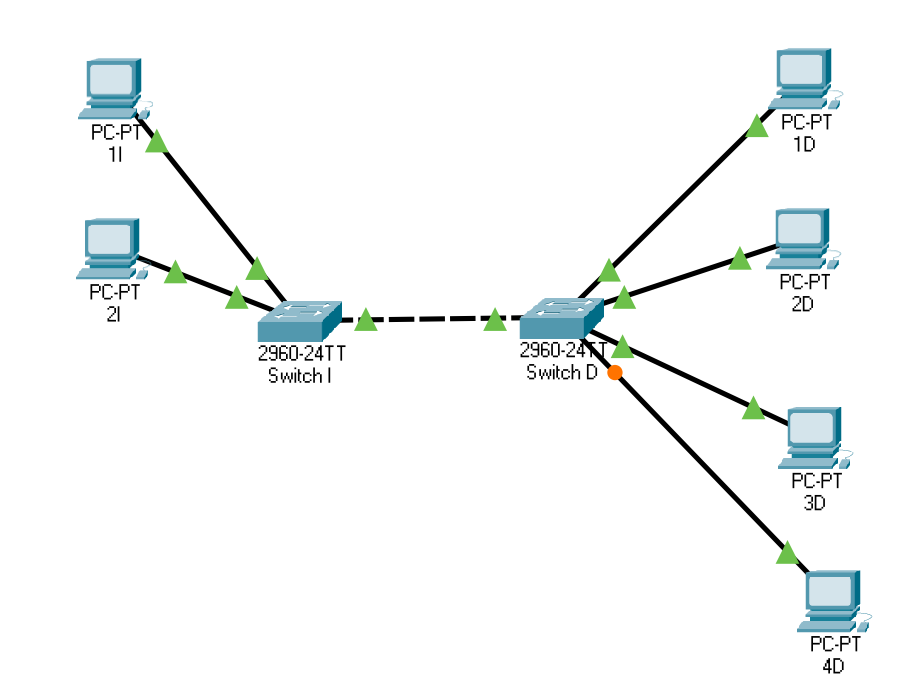 PC-PT
1I
PC-PT
2I
2960-24TT
Switch I
2960-24TT
Switch D
PC-PT
1D
PC-PT
2D
PC-PT
3D
PC-PT
4D